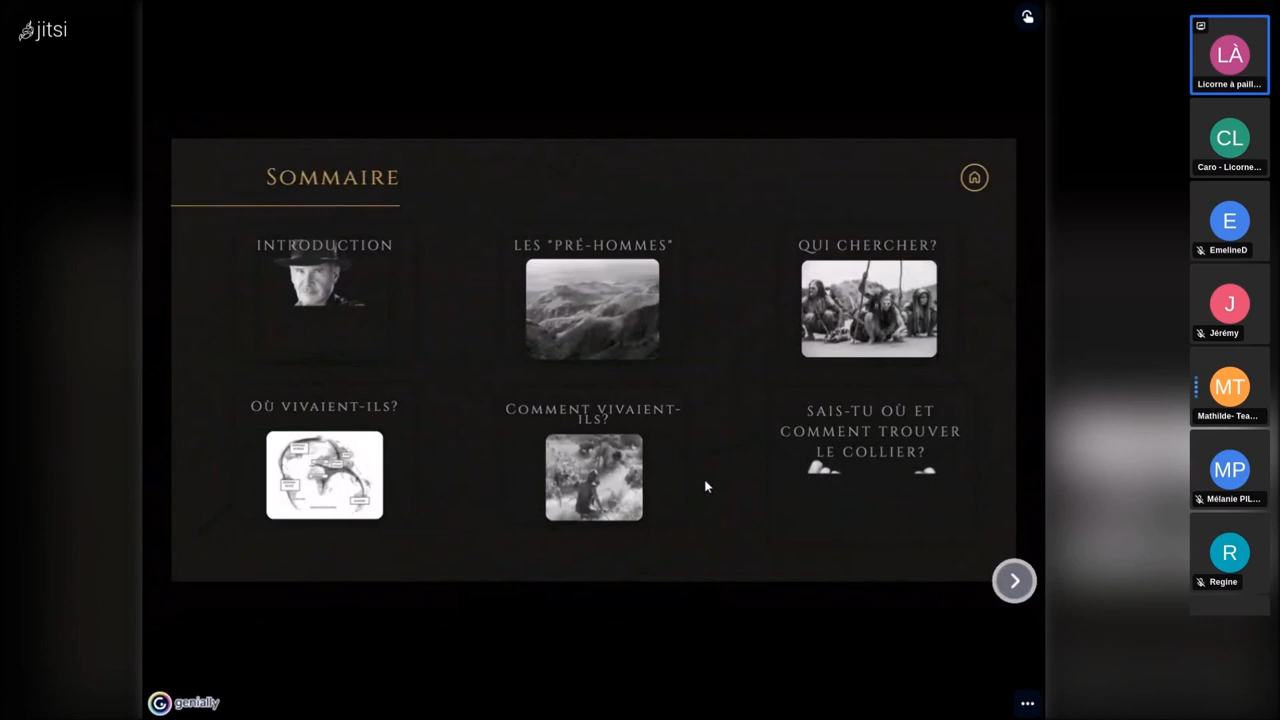 jitsi
SOMMAIRE
INTRODUCTION
LES "PRÉ-HOMMES"
QUI CHERCHER?
OÙ VIVAIENT-ILS?
COMMENT VIVAIENT-
ILS?
SAIS-TU OÙ ET
COMMENT TROUVER
LE COLLIER?
genially
LÀ
Licorne à paill...
CL
Caro - Licorne...
E
EmelineD
J
Jérémy
MT
Mathilde- Tea...
MP
Mélanie PIL...
R
Regine